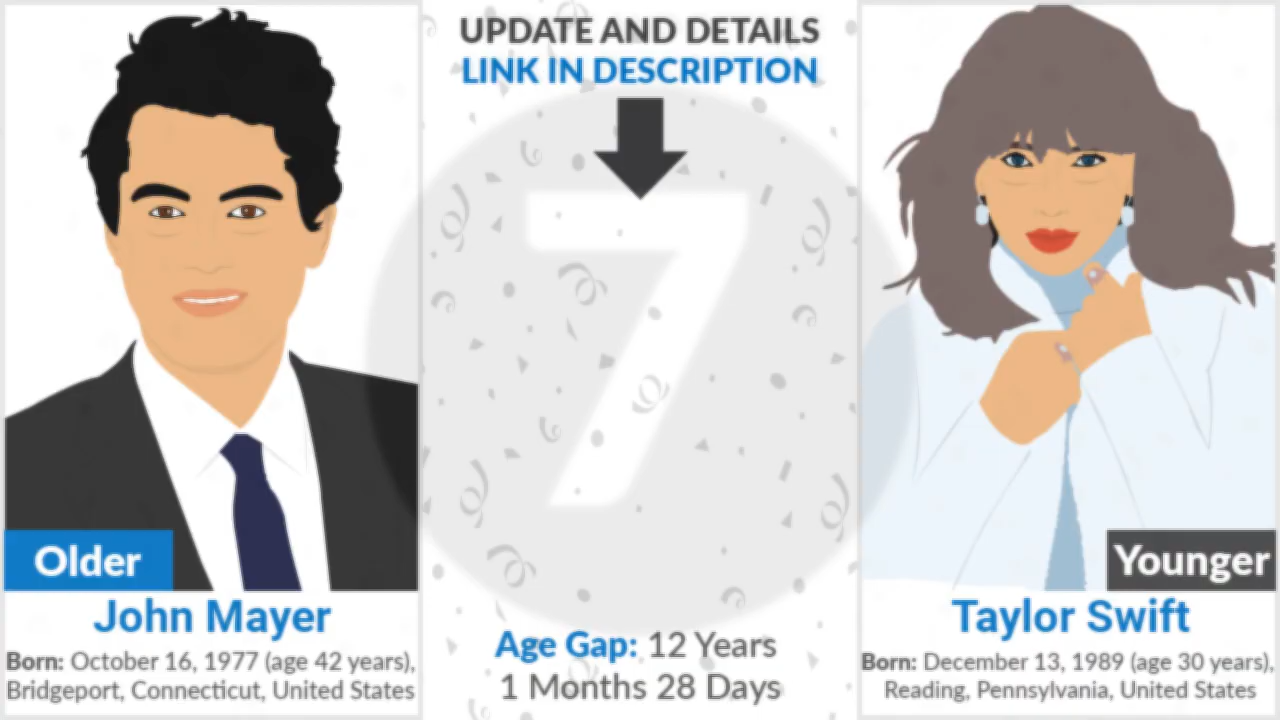 UPDATE AND DETAILS
LINK IN DESCRIPTION
7
Older
John Mayer
Born: October 16, 1977 (age 42 years),
Bridgeport, Connecticut, United States
Age Gap: 12 Years
1 Months 28 Days
Younger
Taylor Swift
Born: December 13, 1989 (age 30 years),
Reading, Pennsylvania, United States